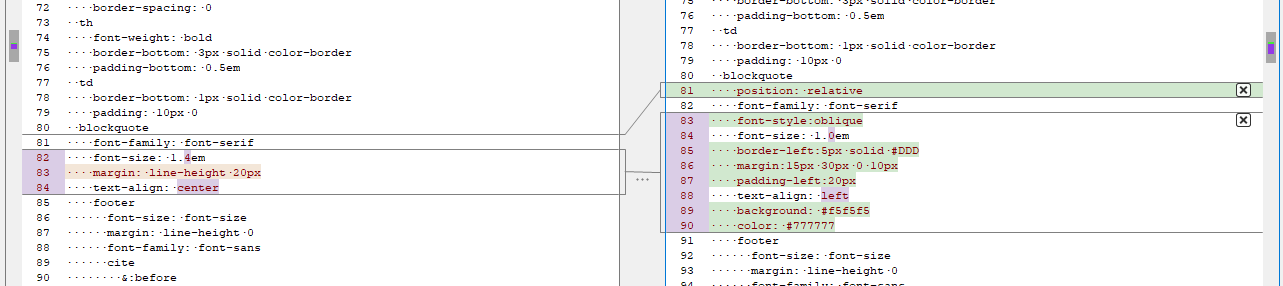 72 ····border-spacing:·0
73 ··th
74 ····font-weight:·bold
75 ····border-bottom:·3px·solid·color-border
76 ····padding-bottom:·0.5em
77 ··td
78 ····border-bottom:·1px·solid·color-border
79 ····padding:·10px·0
80 ··blockquote
81 ····font-family:·font-serif
82 ····font-size:·1.4em
83 ····margin:·line-height·20px
84 ····text-align:·center
85 ····footer
86 ······font-size:·font-size
87 ······margin:·line-height·0
88 ······font-family:·font-sans
89 ······cite
90 ········&:before
75 ····border-bottom:·3px·solid·color-border
76 ····padding-bottom:·0.5em
77 ··td
78 ····border-bottom:·1px·solid·color-border
79 ····padding:·10px·0
80 ··blockquote
81 ····position:·relative
82 ····font-family:·font-serif
83 ····font-style:oblique
84 ····font-size:·1.0em
85 ····border-left:5px·solid·#DDD
86 ····margin:15px·30px·0·10px
87 ····padding-left:20px
88 ····text-align:·left
89 ····background:·#f5f5f5
90 ····color:·#777777
91 ····footer
92 ······font-size:·font-size
93 ······margin:·line-height·0
94 ······font-family:·font-sans